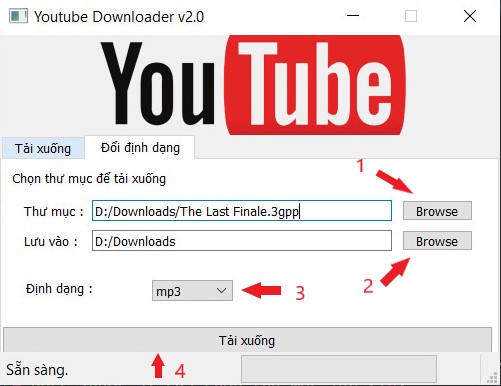 Youtube Downloader v2.0
YouTube
Tải xuống Đổi định dạng
Chọn thư mục để tải xuống
1
Thư mục : D:/Downloads/The Last Finale.3gpp Browse
Lưu vào : D:/Downloads Browse
2
Định dạng : mp3 3
Tải xuống
Sẵn sàng. 4